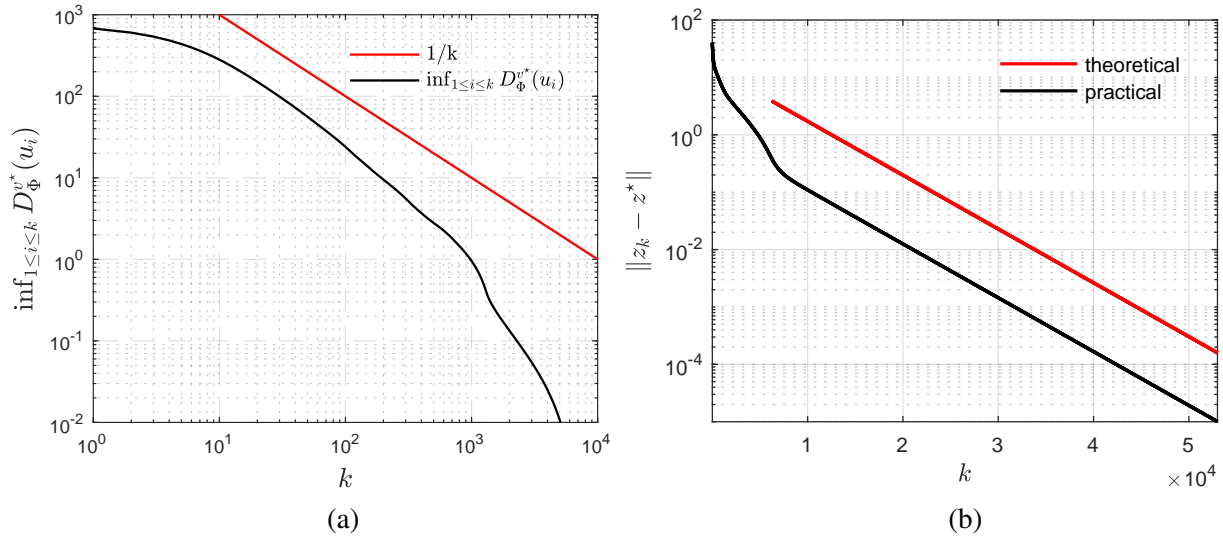 10^3
10^2
10^1
10^0
10^-1
10^-2
inf_{1≤i≤k} D_Φ^{v^⋆}(u_i)
1/k
inf_{1≤i≤k} D_Φ^{v^⋆}(u_i)
10^0 10^1 10^2 10^3 10^4
k
(a)
10^2
10^0
10^-2
10^-4
‖z_k − z^⋆‖
theoretical
practical
1 2 3 4 5
k
×10^4
(b)